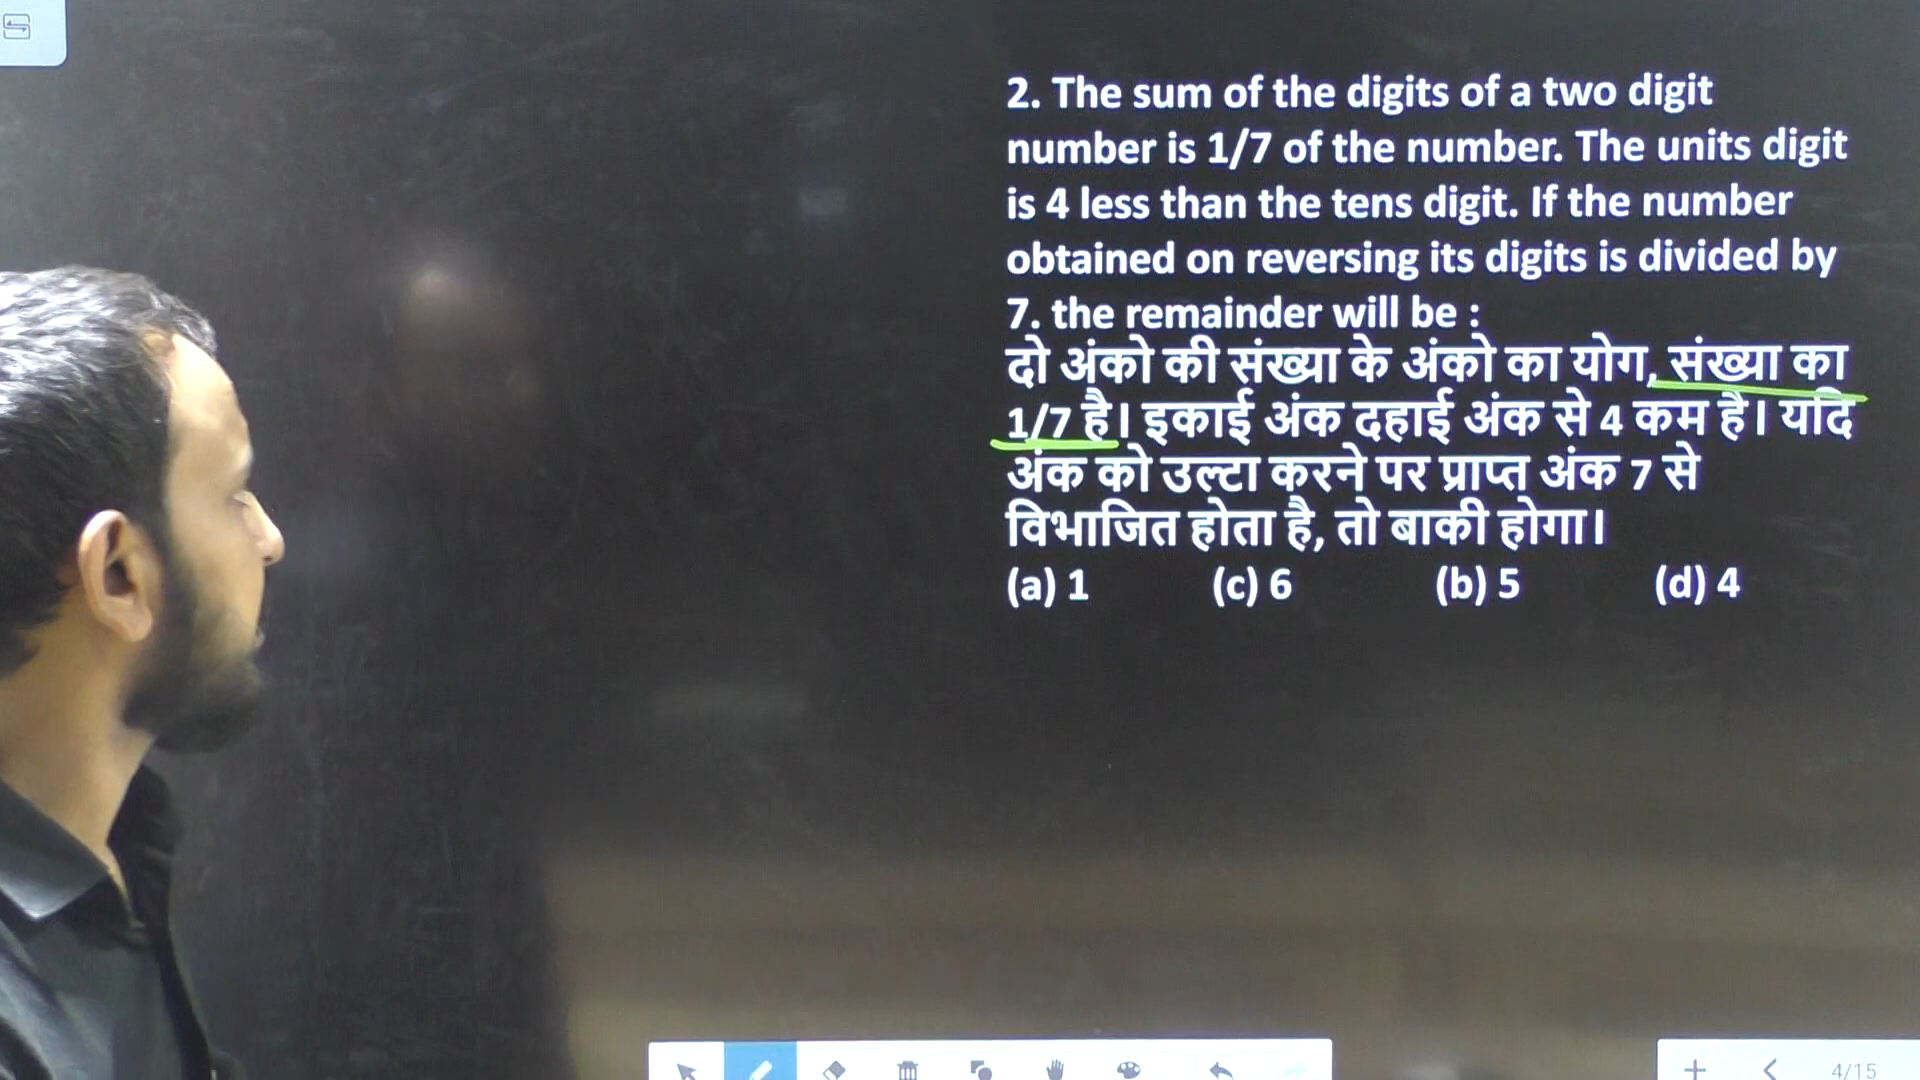 2. The sum of the digits of a two digit
number is 1/7 of the number. The units digit
is 4 less than the tens digit. If the number
obtained on reversing its digits is divided by
7. the remainder will be :
दो अंको की संख्या के अंको का योग, संख्या का
1/7 है। इकाई अंक दहाई अंक से 4 कम है। यदि
अंक को उल्टा करने पर प्राप्त अंक 7 से
विभाजित होता है, तो बाकी होगा।
(a) 1 (c) 6 (b) 5 (d) 4
4/15